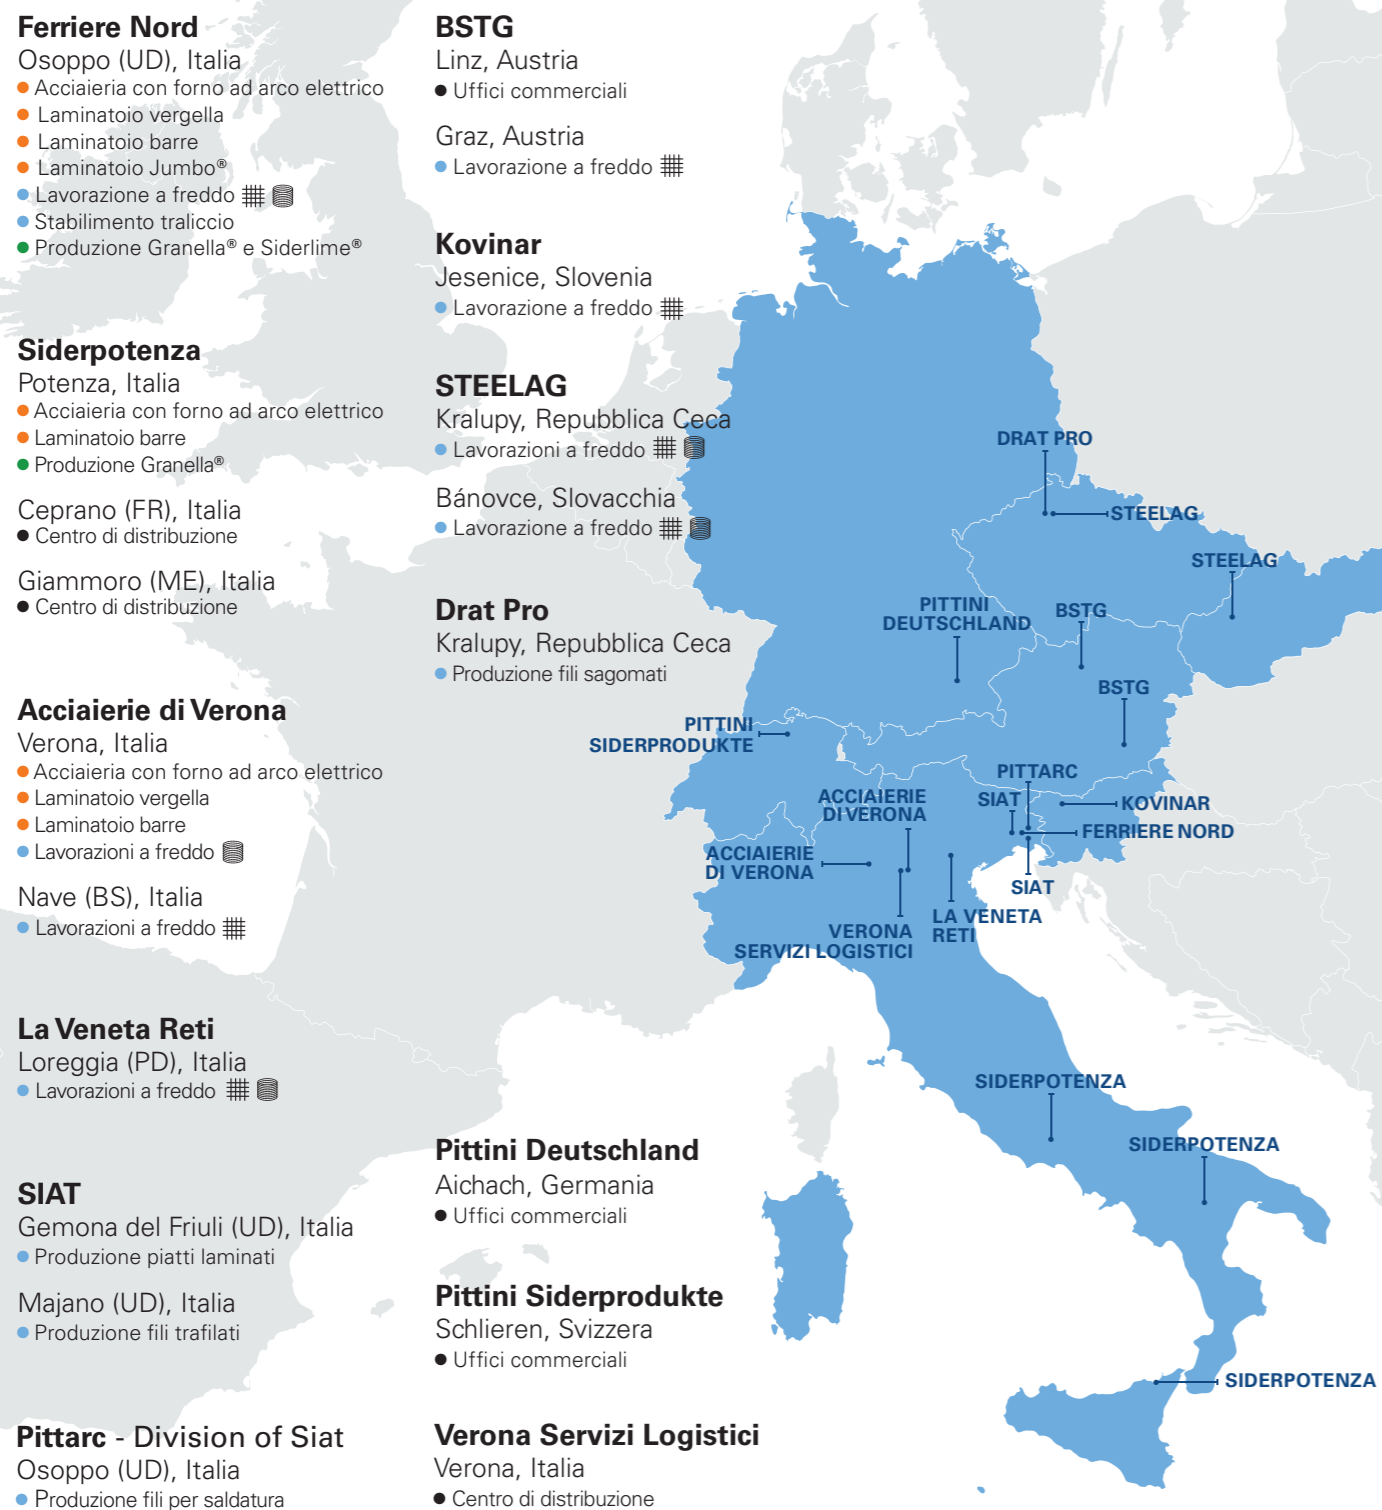 Ferriere Nord
Osoppo (UD), Italia
Acciaieria con forno ad arco elettrico
Laminatoio vergella
Laminatoio barre
Laminatoio Jumbo®
Lavorazione a freddo
Stabilimento traliccio
Produzione Granella® e Siderlime®
Siderpotenza
Potenza, Italia
Acciaieria con forno ad arco elettrico
Laminatoio barre
Produzione Granella®
Ceprano (FR), Italia
Centro di distribuzione
Giammoro (ME), Italia
Centro di distribuzione
Acciaierie di Verona
Verona, Italia
Acciaieria con forno ad arco elettrico
Laminatoio vergella
Laminatoio barre
Lavorazioni a freddo
Nave (BS), Italia
Lavorazioni a freddo
La Veneta Reti
Loreggia (PD), Italia
Lavorazioni a freddo
SIAT
Gemona del Friuli (UD), Italia
Produzione piatti laminati
Majano (UD), Italia
Produzione fili trafilati
Pittarc - Division of Siat
Osoppo (UD), Italia
Produzione fili per saldatura
BSTG
Linz, Austria
Uffici commerciali
Graz, Austria
Lavorazione a freddo
Kovinar
Jesenice, Slovenia
Lavorazione a freddo
STEELAG
Kralupy, Repubblica Ceca
Lavorazioni a freddo
Bánovce, Slovacchia
Lavorazione a freddo
Drat Pro
Kralupy, Repubblica Ceca
Produzione fili sagomati
Pittini Deutschland
Aichach, Germania
Uffici commerciali
Pittini Siderprodukte
Schlieren, Svizzera
Uffici commerciali
Verona Servizi Logistici
Verona, Italia
Centro di distribuzione
DRAT PRO
STEELAG
STEELAG
PITTINI
DEUTSCHLAND
BSTG
BSTG
PITTINI
SIDERPRODUKTE
PITTARC
SIAT
KOVINAR
ACCIAIERIE
DI VERONA
FERRIERE NORD
ACCIAIERIE
DI VERONA
SIAT
LA VENETA
RETI
VERONA
SERVIZI LOGISTICI
SIDERPOTENZA
SIDERPOTENZA
SIDERPOTENZA